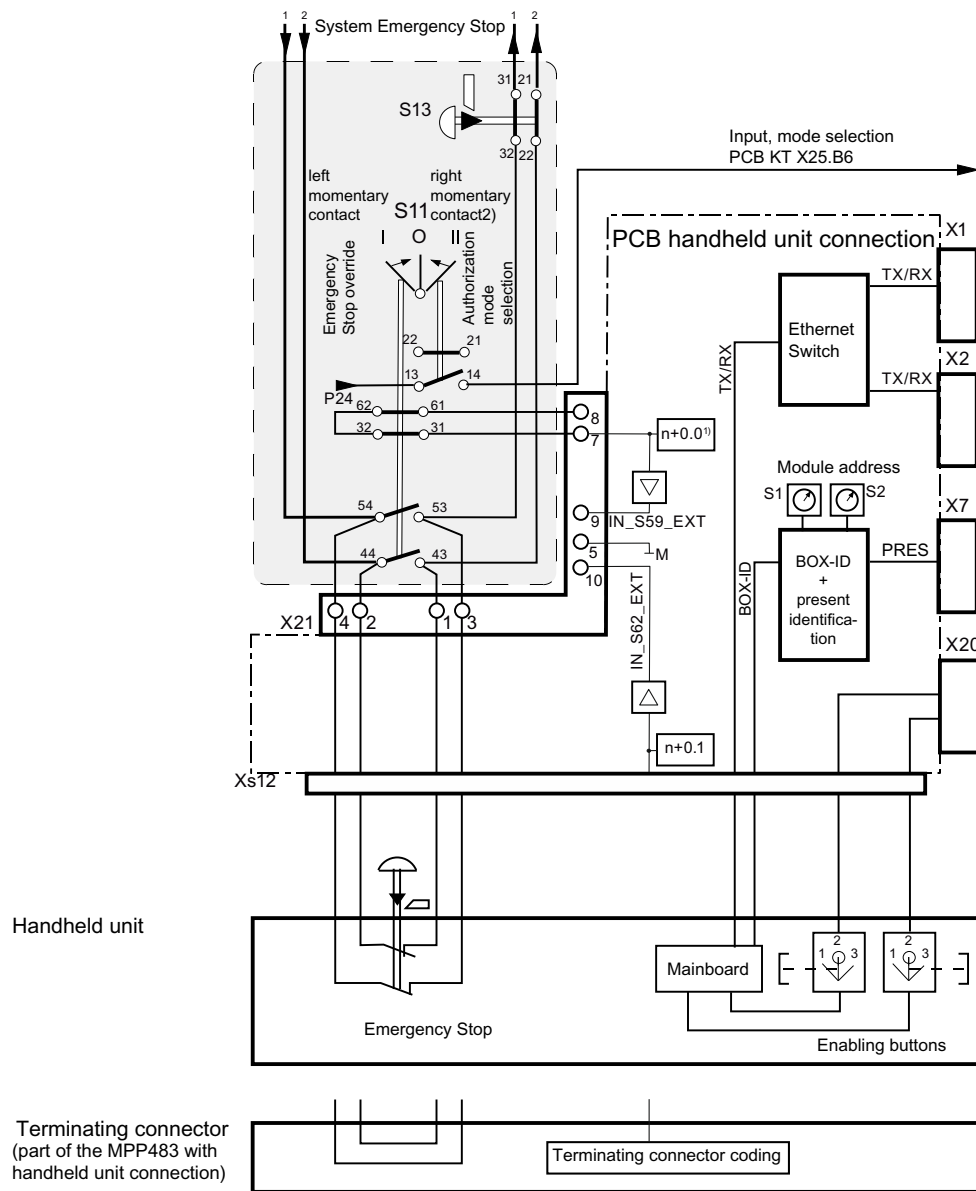 1 2
System Emergency Stop
1 2
31 21
S13
32 22
Input, mode selection
PCB KT X25.B6
left
momentary
contact
right
momentary
contact2)
S11
I O II
Emergency
Stop override
Authorization
mode
selection
PCB handheld unit connection
X1
TX/RX
Ethernet
Switch
X2
TX/RX
TX/RX
22 21
13 14
P24
62 61
8
32 31
7
n+0.0¹⁾
Module address
S1 S2
54 53
9 IN_S59_EXT
X7
44 43
5 M
10
BOX-ID
+
present
identifica-
tion
PRES
BOX-ID
IN_S62_EXT
X21 4 2 1 3
X20
n+0.1
Xs12
Handheld unit
Mainboard
1 2 3
1 2 3
Emergency Stop
Enabling buttons
Terminating connector
(part of the MPP483 with
handheld unit connection)
Terminating connector coding